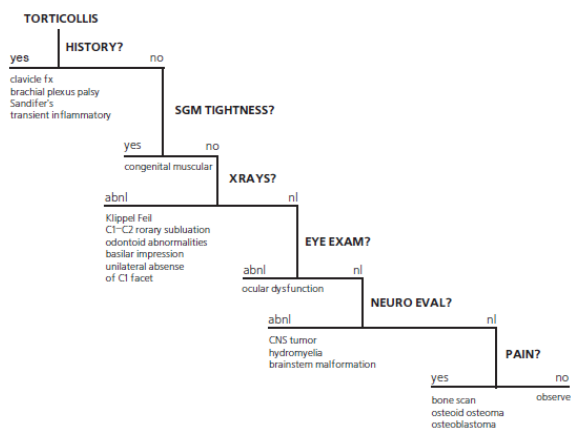 TORTICOLLIS
HISTORY?
yes
no
clavicle fx
brachial plexus palsy
Sandifer's
transient inflammatory
SGM TIGHTNESS?
yes
no
congenital muscular
XRAYS?
abnl
nl
Klippel Feil
C1–C2 rorary subluation
odontoid abnormalities
basilar impression
unilateral absense
of C1 facet
EYE EXAM?
abnl
nl
ocular dysfunction
NEURO EVAL?
abnl
nl
CNS tumor
hydromyelia
brainstem malformation
PAIN?
yes
no
bone scan
osteoid osteoma
osteoblastoma
observe